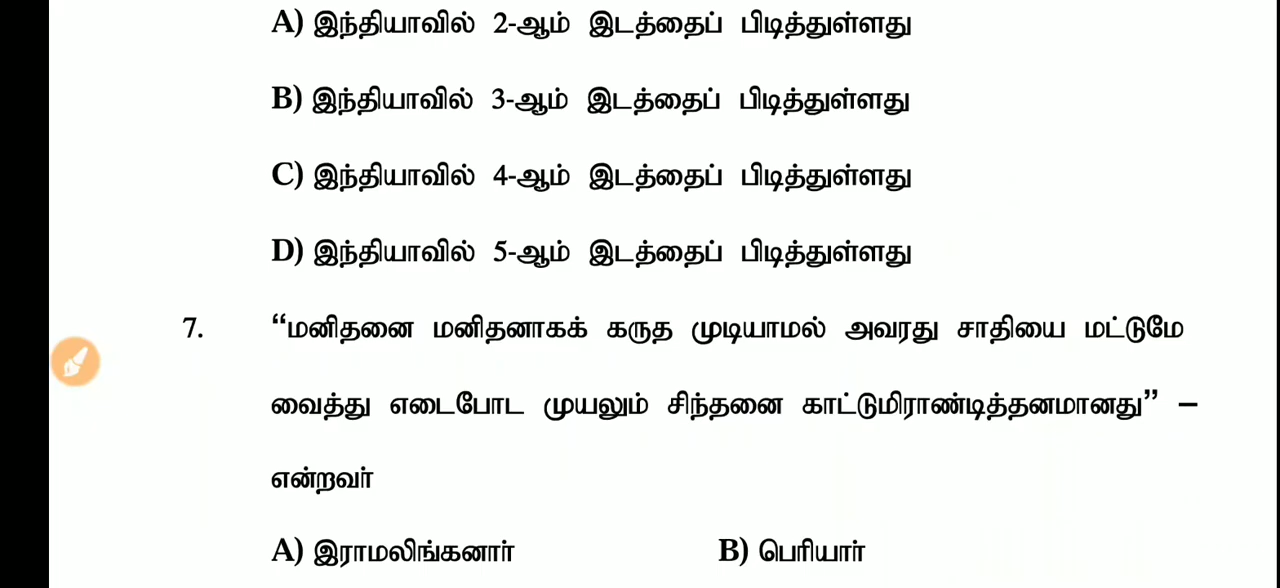 A) இந்தியாவில் 2-ஆம் இடத்தைப் பிடித்துள்ளது
B) இந்தியாவில் 3-ஆம் இடத்தைப் பிடித்துள்ளது
C) இந்தியாவில் 4-ஆம் இடத்தைப் பிடித்துள்ளது
D) இந்தியாவில் 5-ஆம் இடத்தைப் பிடித்துள்ளது
7. “மனிதனை மனிதனாகக் கருத முடியாமல் அவரது சாதியை மட்டுமே
வைத்து எடைபோட முயலும் சிந்தனை காட்டுமிராண்டித்தனமானது” –
என்றவர்
A) இராமலிங்கனார் B) பெரியார்